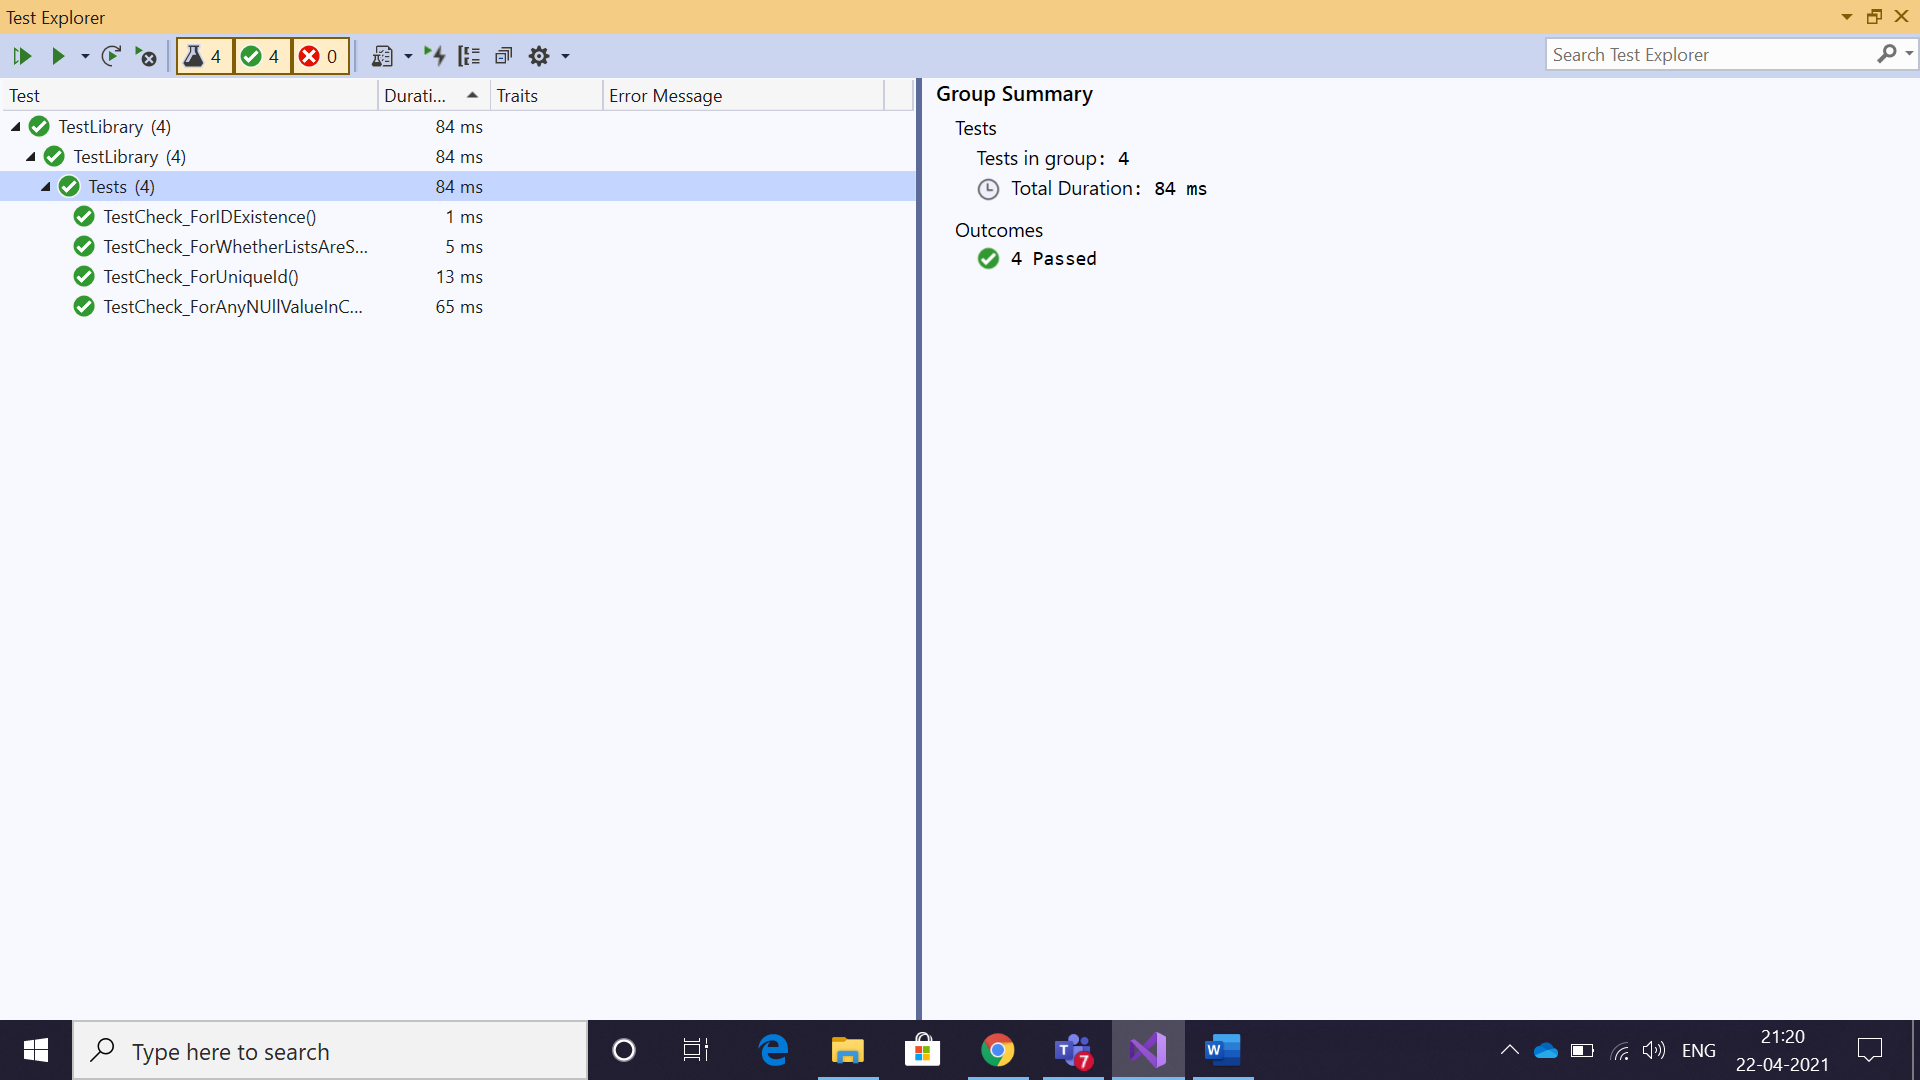 Test Explorer
4 4 0
Search Test Explorer
Test Durati... Traits Error Message
TestLibrary (4) 84 ms
TestLibrary (4) 84 ms
Tests (4) 84 ms
TestCheck_ForIDExistence() 1 ms
TestCheck_ForWhetherListsAreS... 5 ms
TestCheck_ForUniqueId() 13 ms
TestCheck_ForAnyNUllValueInC... 65 ms
Group Summary
Tests
Tests in group: 4
Total Duration: 84 ms
Outcomes
4 Passed
Type here to search
T 7
W
ENG
21:20
22-04-2021